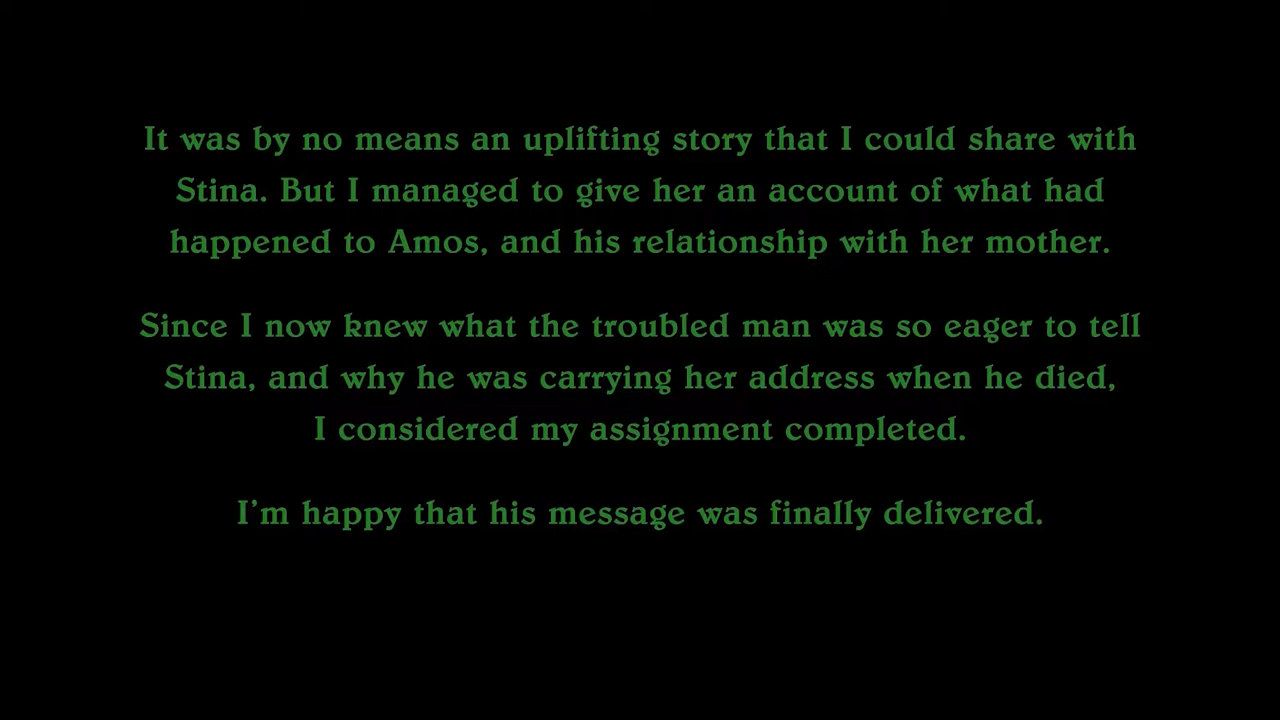 It was by no means an uplifting story that I could share with
Stina. But I managed to give her an account of what had
happened to Amos, and his relationship with her mother.
Since I now knew what the troubled man was so eager to tell
Stina, and why he was carrying her address when he died,
I considered my assignment completed.
I'm happy that his message was finally delivered.